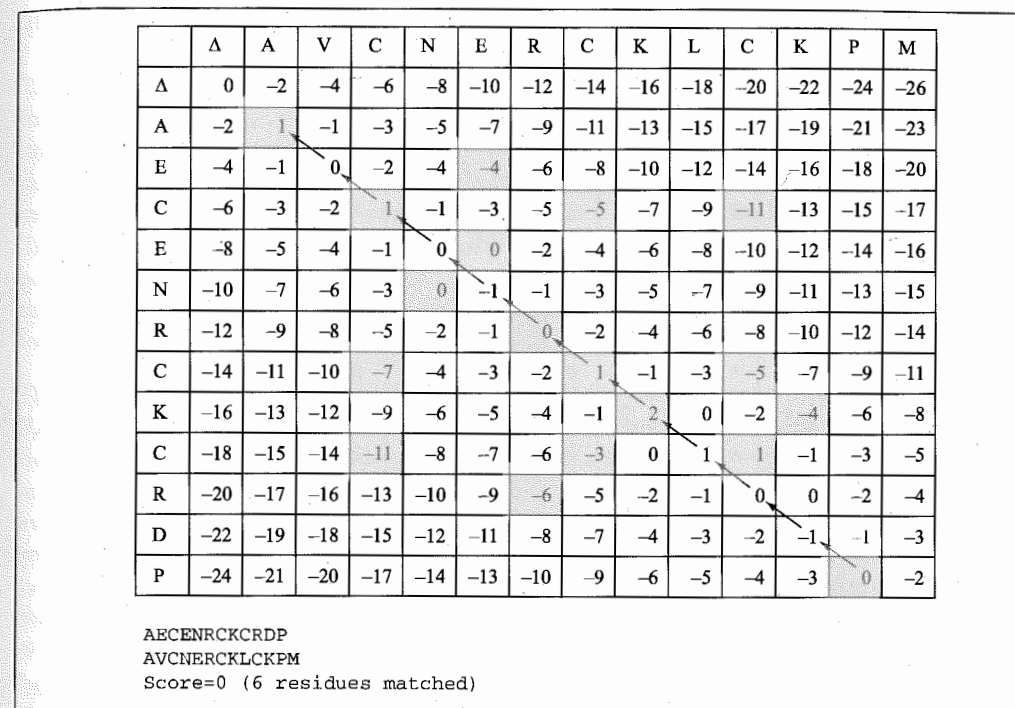 Δ A V C N E R C K L C K P M
Δ 0 –2 –4 –6 –8 –10 –12 –14 –16 –18 –20 –22 –24 –26
A –2 1 –1 –3 –5 –7 –9 –11 –13 –15 –17 –19 –21 –23
E –4 –1 0 –2 –4 –4 –6 –8 –10 –12 –14 –16 –18 –20
C –6 –3 –2 1 –1 –3 –5 –5 –7 –9 –11 –13 –15 –17
E –8 –5 –4 –1 0 0 –2 –4 –6 –8 –10 –12 –14 –16
N –10 –7 –6 –3 0 –1 –1 –3 –5 –7 –9 –11 –13 –15
R –12 –9 –8 –5 –2 –1 0 –2 –4 –6 –8 –10 –12 –14
C –14 –11 –10 –7 –4 –3 –2 1 –1 –3 –5 –7 –9 –11
K –16 –13 –12 –9 –6 –5 –4 –1 2 0 –2 –4 –6 –8
C –18 –15 –14 –11 –8 –7 –6 –3 0 1 1 –1 –3 –5
R –20 –17 –16 –13 –10 –9 –6 –5 –2 –1 0 0 –2 –4
D –22 –19 –18 –15 –12 –11 –8 –7 –4 –3 –2 –1 –1 –3
P –24 –21 –20 –17 –14 –13 –10 –9 –6 –5 –4 –3 0 –2
AECENRCKCRDP
AVCNERCKLCKPM
Score=0 (6 residues matched)